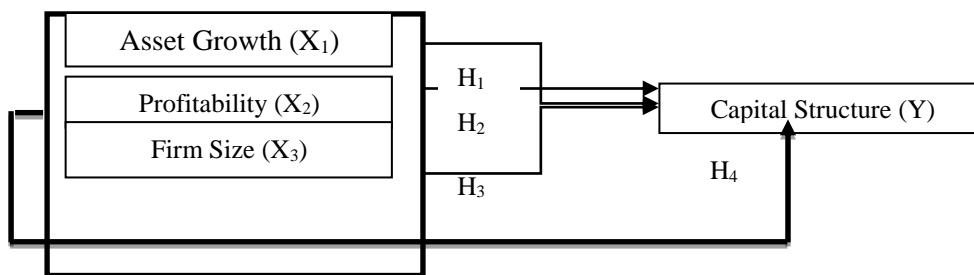 Asset Growth (X₁)
Profitability (X₂)
Firm Size (X₃)
H₁
H₂
H₃
Capital Structure (Y)
H₄